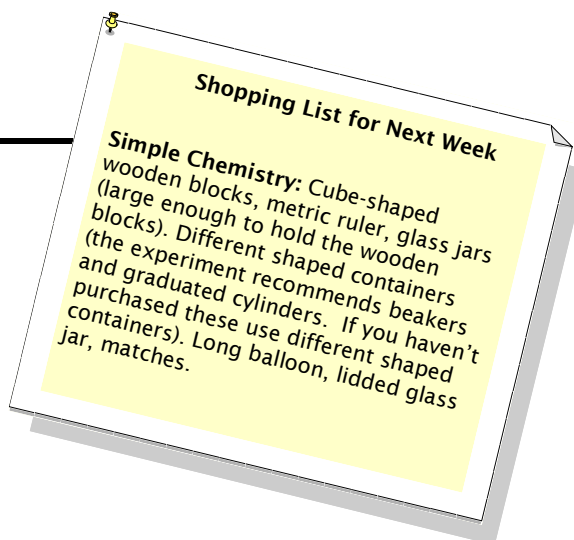 Shopping List for Next Week
Simple Chemistry: Cube-shaped
wooden blocks, metric ruler, glass jars
(large enough to hold the wooden
blocks). Different shaped containers
(the experiment recommends beakers
and graduated cylinders.  If you haven't
purchased these use different shaped
containers). Long balloon, lidded glass
jar, matches.